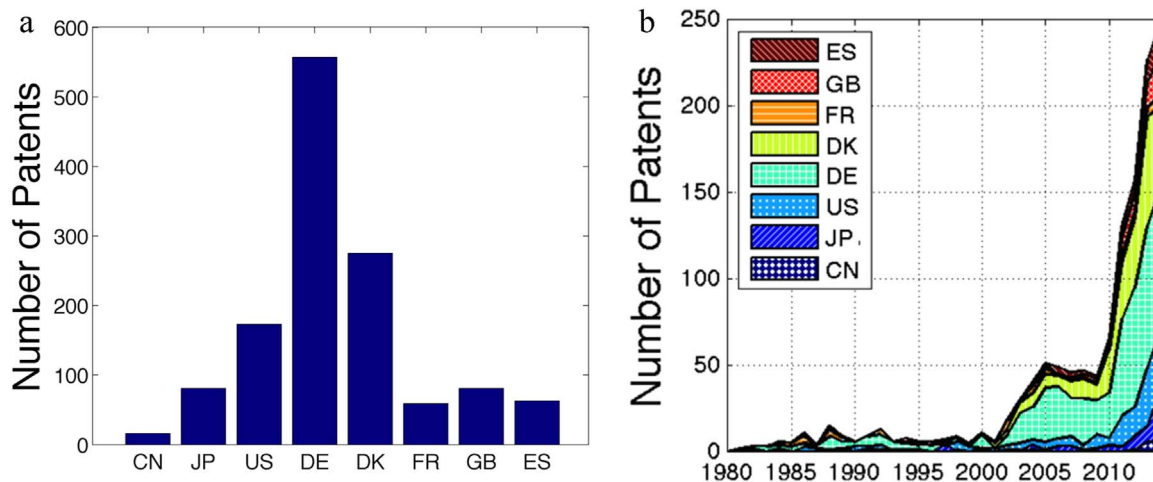 a
600
500
400
300
200
100
0
Number of Patents
CN JP US DE DK FR GB ES
b
250
200
150
100
50
0
Number of Patents
ES
GB
FR
DK
DE
US
JP
CN
1980 1985 1990 1995 2000 2005 2010